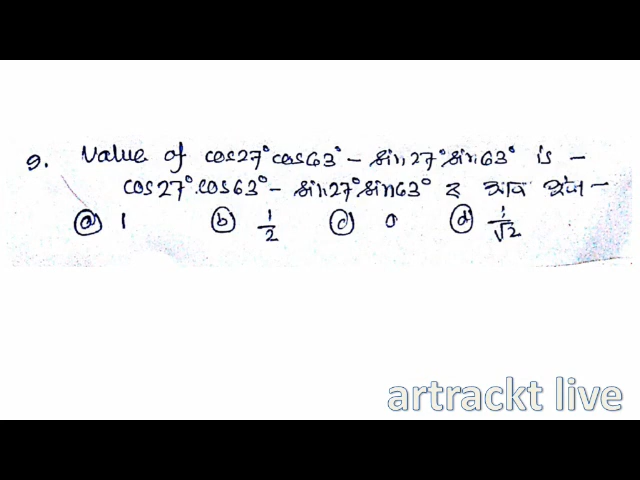 9. Value of cos27° cos63° – sin27° sin63° is –
cos27°. cos63° – sin27° sin63°
(a) 1 (b) 1/2 (c) 0 (d) 1/√2
artrackt live